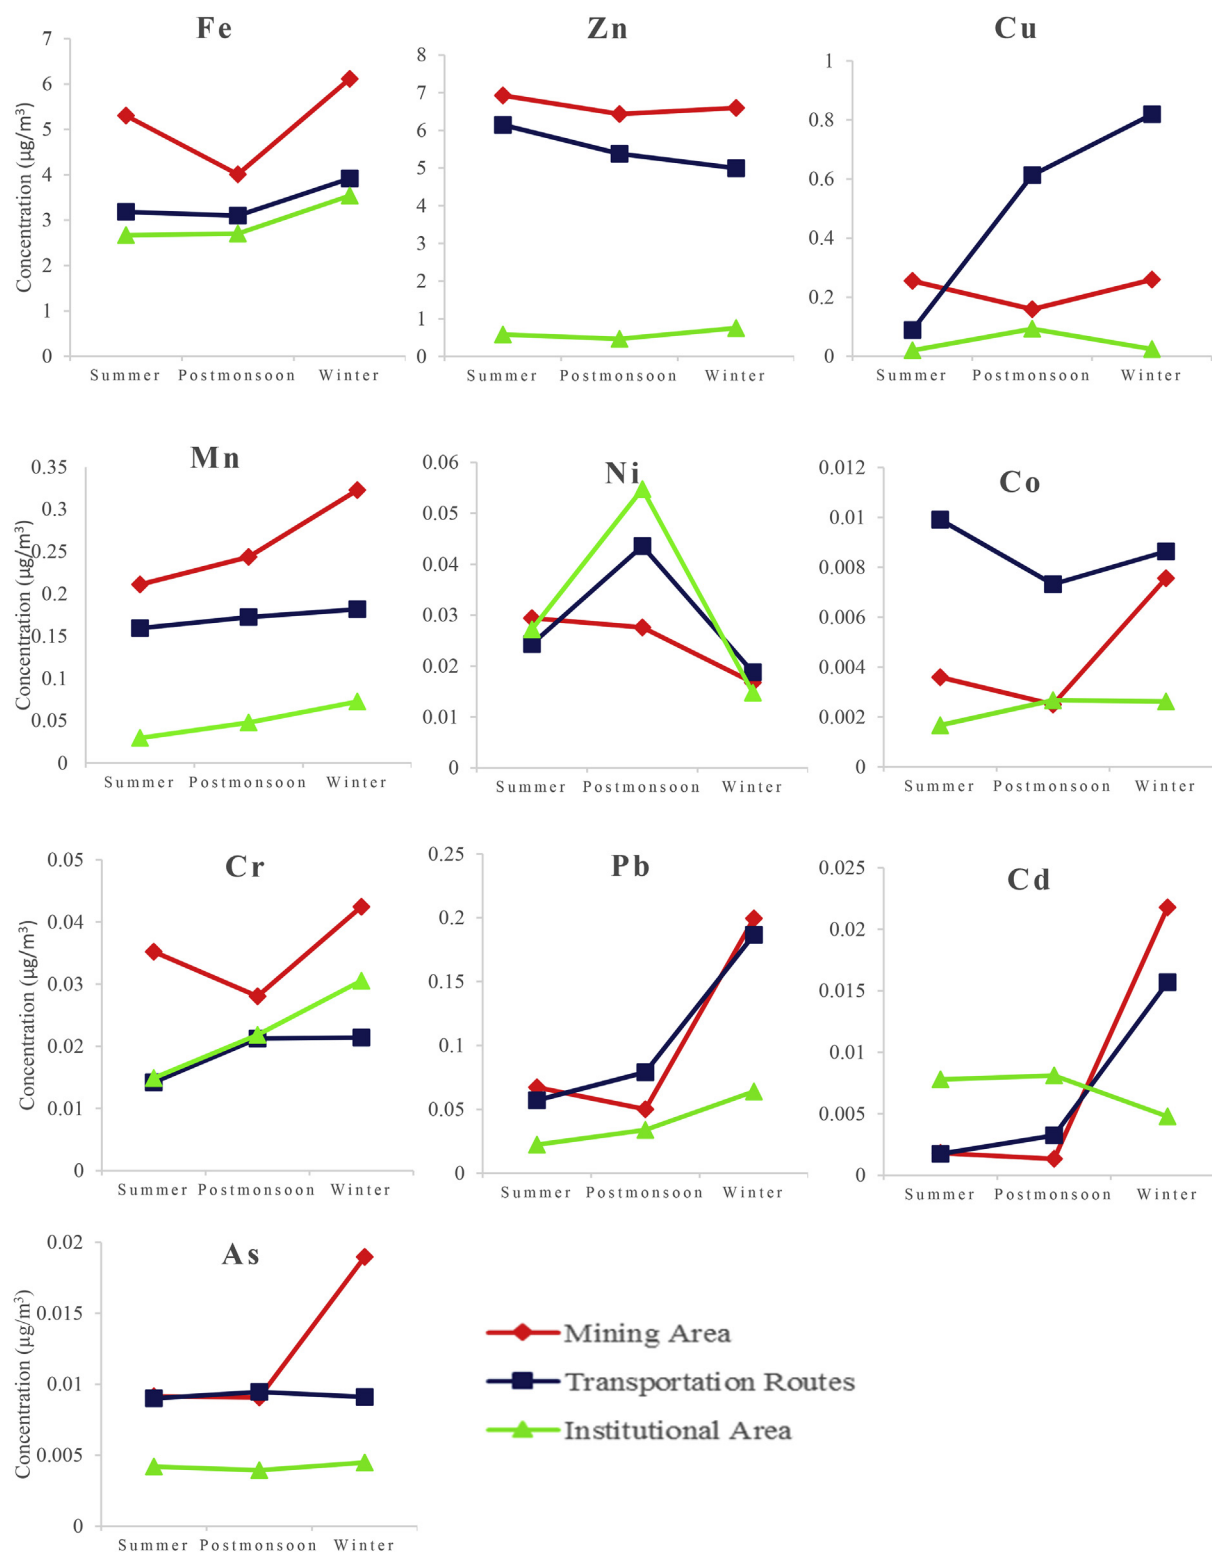 Fe
Zn
Cu
Concentration (µg/m³)
7
6
5
4
3
2
1
0
Summer Postmonsoon Winter
8
7
6
5
4
3
2
1
0
Summer Postmonsoon Winter
1
0.8
0.6
0.4
0.2
0
Summer Postmonsoon Winter
Mn
Ni
Co
Concentration (µg/m³)
0.35
0.3
0.25
0.2
0.15
0.1
0.05
0
Summer Postmonsoon Winter
0.06
0.05
0.04
0.03
0.02
0.01
0
Summer Postmonsoon Winter
0.012
0.01
0.008
0.006
0.004
0.002
0
Summer Postmonsoon Winter
Cr
Pb
Cd
Concentration (µg/m³)
0.05
0.04
0.03
0.02
0.01
0
Summer Postmonsoon Winter
0.25
0.2
0.15
0.1
0.05
0
Summer Postmonsoon Winter
0.025
0.02
0.015
0.01
0.005
0
Summer Postmonsoon Winter
As
Concentration (µg/m³)
0.02
0.015
0.01
0.005
0
Summer Postmonsoon Winter
Mining Area
Transportation Routes
Institutional Area